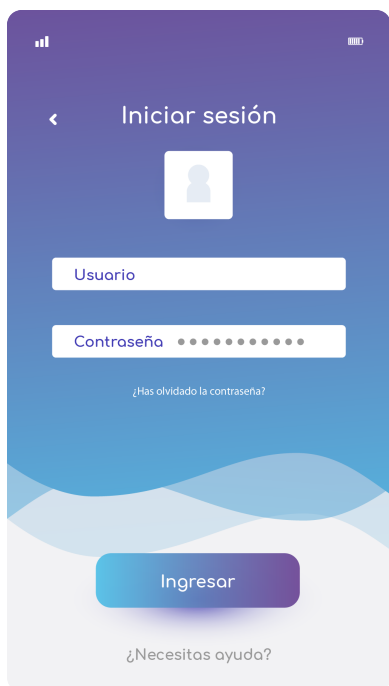 Iniciar sesión
Usuario
Contraseña
¿Has olvidado la contraseña?
Ingresar
¿Necesitas ayuda?